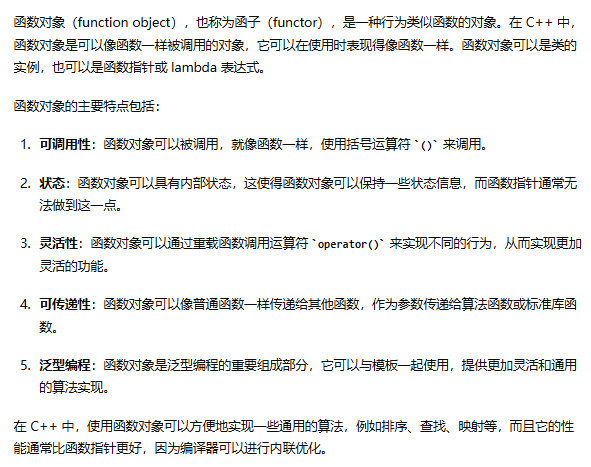 函数对象（function object），也称为函子（functor），是一种行为类似函数的对象。在 C++ 中，
函数对象是可以像函数一样被调用的对象，它可以在使用时表现得像函数一样。函数对象可以是类的
实例，也可以是函数指针或 lambda 表达式。
函数对象的主要特点包括：
1. 可调用性：函数对象可以被调用，就像函数一样，使用括号运算符 `()` 来调用。
2. 状态：函数对象可以具有内部状态，这使得函数对象可以保持一些状态信息，而函数指针通常无
法做到这一点。
3. 灵活性：函数对象可以通过重载函数调用运算符 `operator()` 来实现不同的行为，从而实现更加
灵活的功能。
4. 可传递性：函数对象可以像普通函数一样传递给其他函数，作为参数传递给算法函数或标准库函
数。
5. 泛型编程：函数对象是泛型编程的重要组成部分，它可以与模板一起使用，提供更加灵活和通用
的算法实现。
在 C++ 中，使用函数对象可以方便地实现一些通用的算法，例如排序、查找、映射等，而且它的性
能通常比函数指针更好，因为编译器可以进行内联优化。